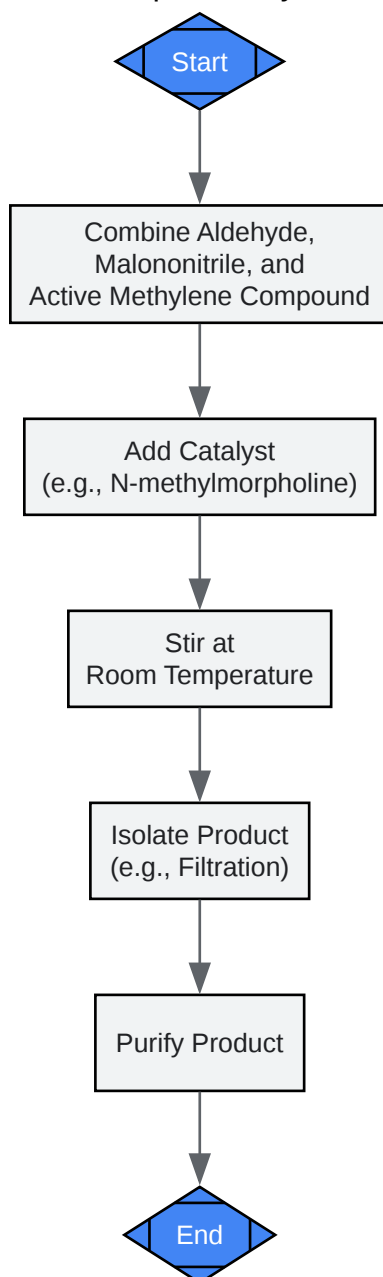 Start
Combine Aldehyde,
Malononitrile, and
Active Methylene Compound
Add Catalyst
(e.g., N-methylmorpholine)
Stir at
Room Temperature
Isolate Product
(e.g., Filtration)
Purify Product
End